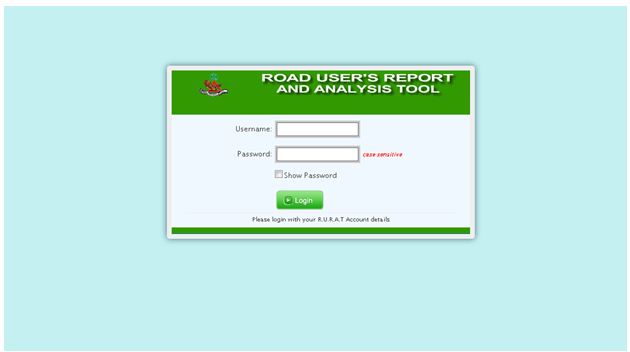 ROAD USER'S REPORT
AND ANALYSIS TOOL
Username:
Password: case sensitive
Show Password
Login
Please login with your R.U.R.A.T Account details